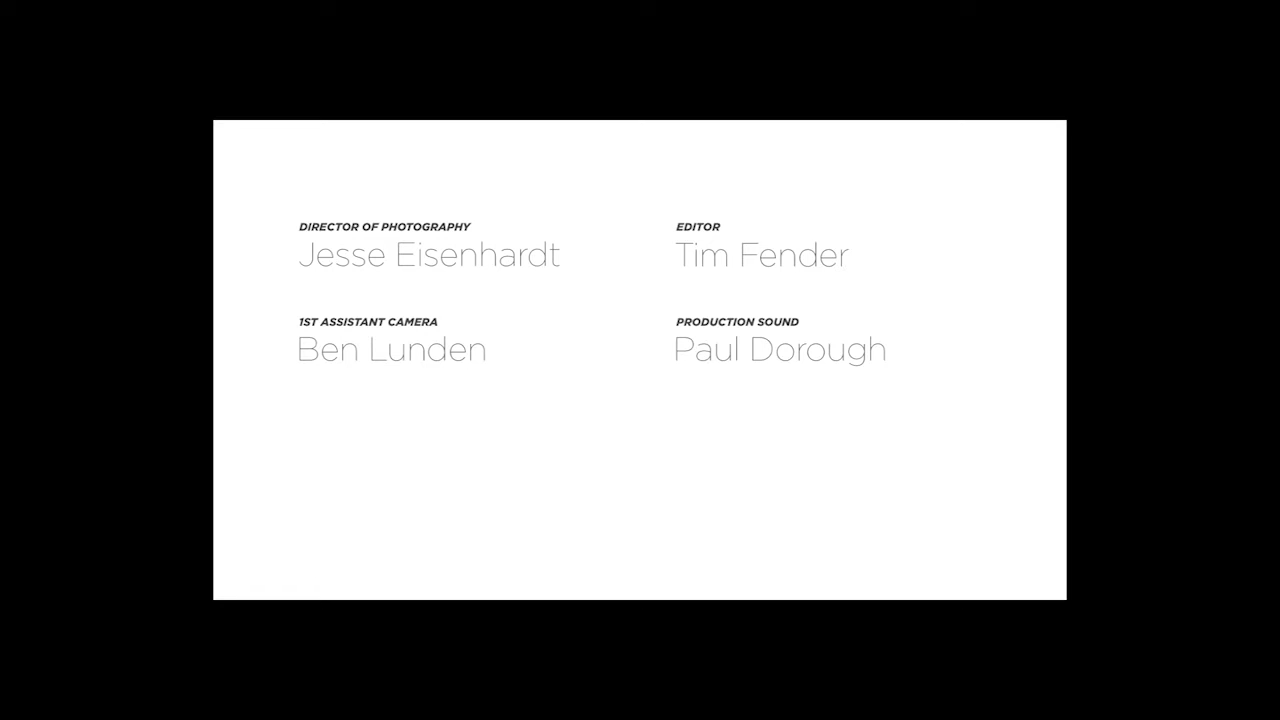 DIRECTOR OF PHOTOGRAPHY
Jesse Eisenhardt
EDITOR
Tim Fender
1ST ASSISTANT CAMERA
Ben Lunden
PRODUCTION SOUND
Paul Dorough